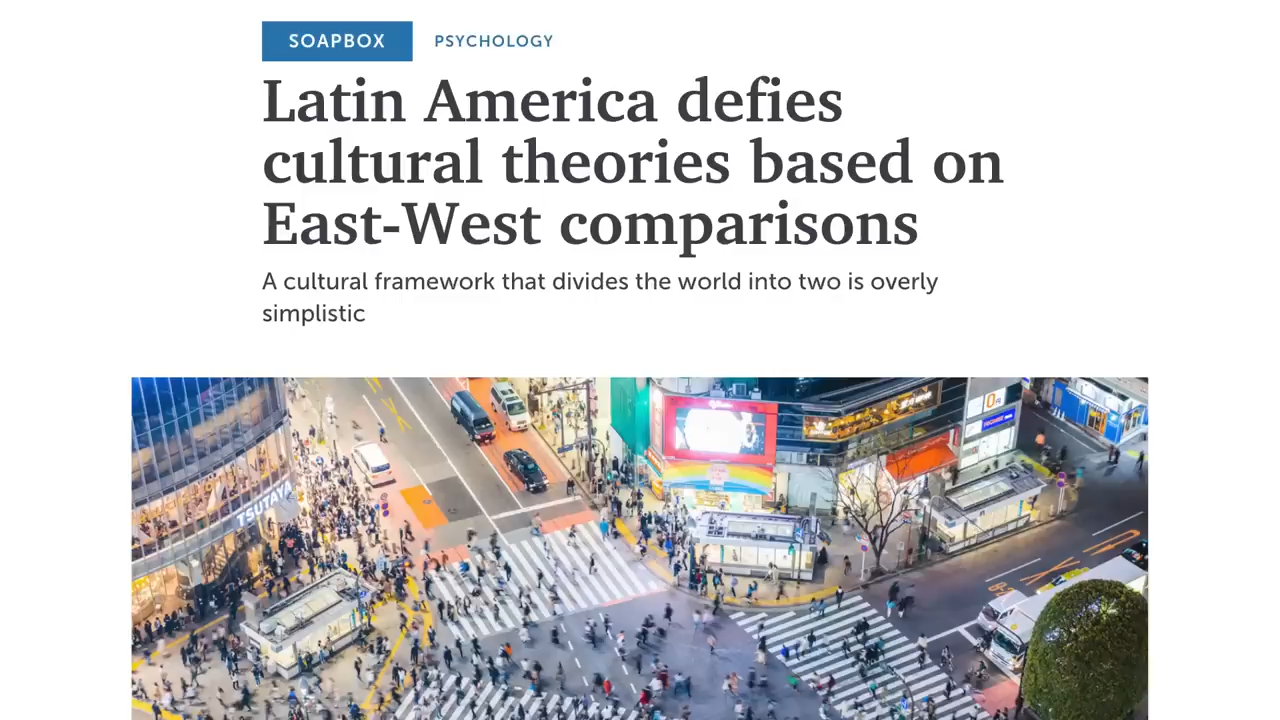 SOAPBOX PSYCHOLOGY
Latin America defies
cultural theories based on
East-West comparisons
A cultural framework that divides the world into two is overly
simplistic
TSUTAYA